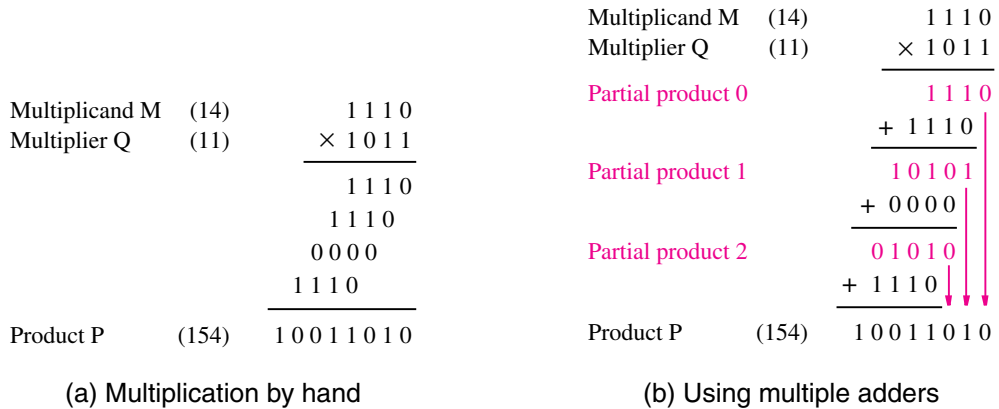 Multiplicand M (14) 1 1 1 0
Multiplier Q (11) × 1 0 1 1
1 1 1 0
1 1 1 0
0 0 0 0
1 1 1 0
Product P (154) 1 0 0 1 1 0 1 0
(a) Multiplication by hand
Multiplicand M (14) 1 1 1 0
Multiplier Q (11) × 1 0 1 1
Partial product 0 1 1 1 0
+ 1 1 1 0
Partial product 1 1 0 1 0 1
+ 0 0 0 0
Partial product 2 0 1 0 1 0
+ 1 1 1 0
Product P (154) 1 0 0 1 1 0 1 0
(b) Using multiple adders